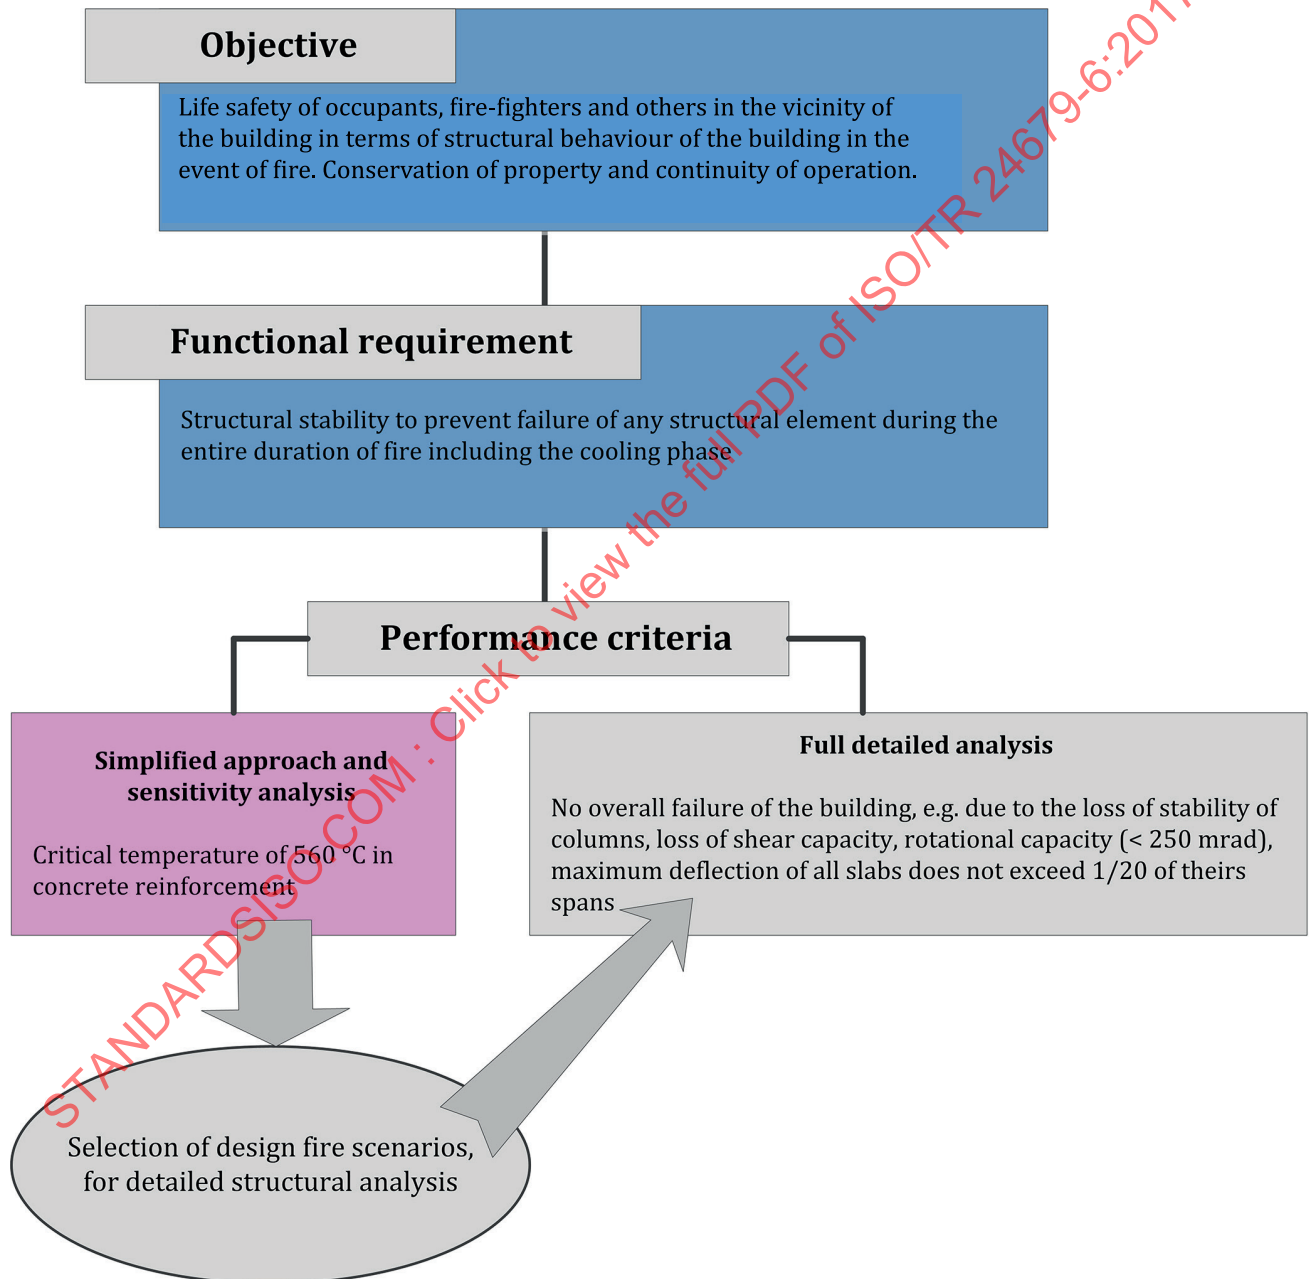 Objective
Life safety of occupants, fire-fighters and others in the vicinity of
the building in terms of structural behaviour of the building in the
event of fire. Conservation of property and continuity of operation.
Functional requirement
Structural stability to prevent failure of any structural element during the
entire duration of fire including the cooling phase
Performance criteria
Simplified approach and
sensitivity analysis
Critical temperature of 560 °C in
concrete reinforcement
Full detailed analysis
No overall failure of the building, e.g. due to the loss of stability of
columns, loss of shear capacity, rotational capacity (< 250 mrad),
maximum deflection of all slabs does not exceed 1/20 of theirs
spans
Selection of design fire scenarios,
for detailed structural analysis
STANDARDSISO.COM : Click to view the full PDF of ISO/TR 24679-6:2017